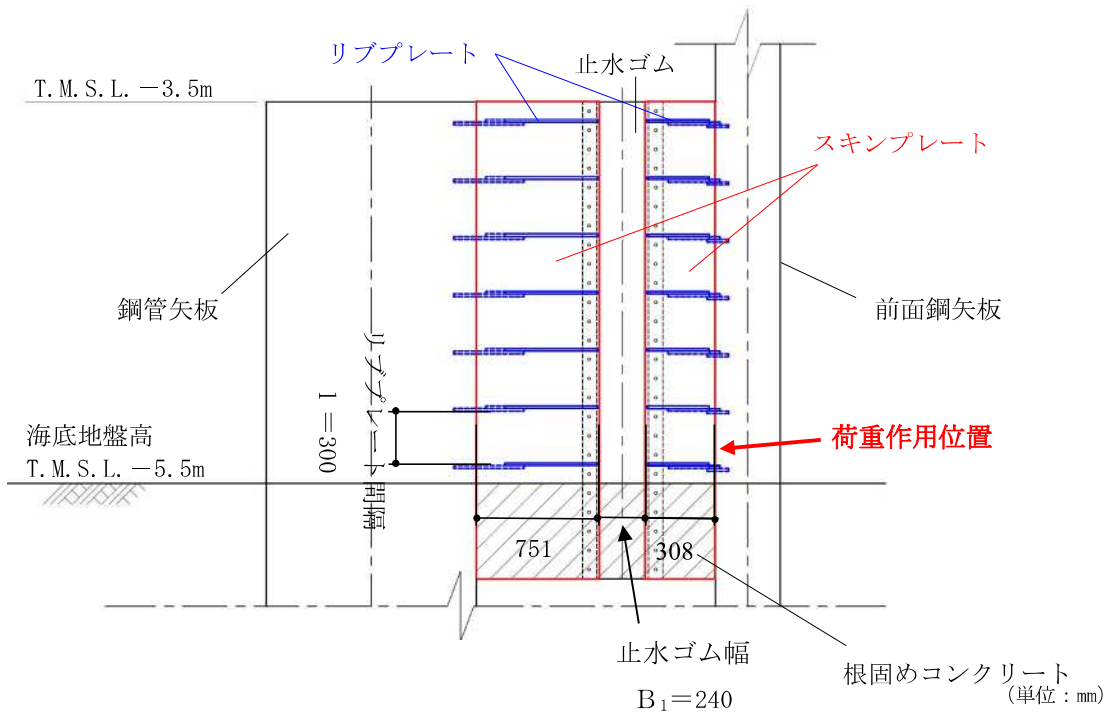 リブプレート
止水ゴム
T.M.S.L.－3.5m
スキンプレート
鋼管矢板
前面鋼矢板
リブプレート間隔
l＝300
荷重作用位置
海底地盤高
T.M.S.L.－5.5m
751
308
止水ゴム幅
B₁＝240
根固めコンクリート
(単位：mm)